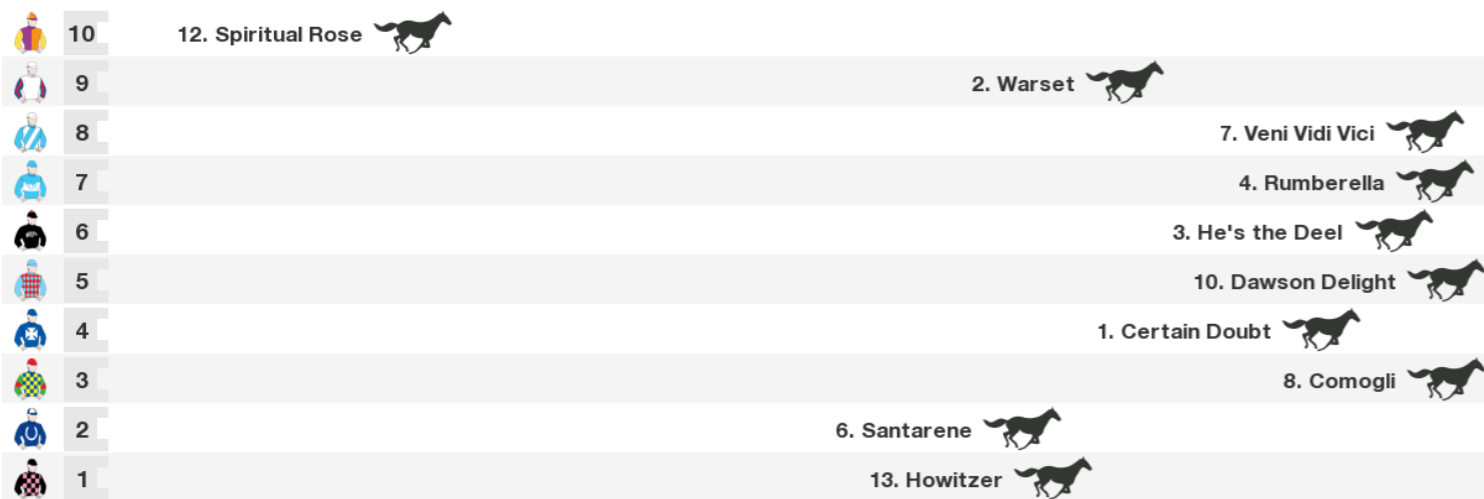 10 12. Spiritual Rose
9 2. Warset
8 7. Veni Vidi Vici
7 4. Rumberella
6 3. He's the Deel
5 10. Dawson Delight
4 1. Certain Doubt
3 8. Comogli
2 6. Santarene
1 13. Howitzer